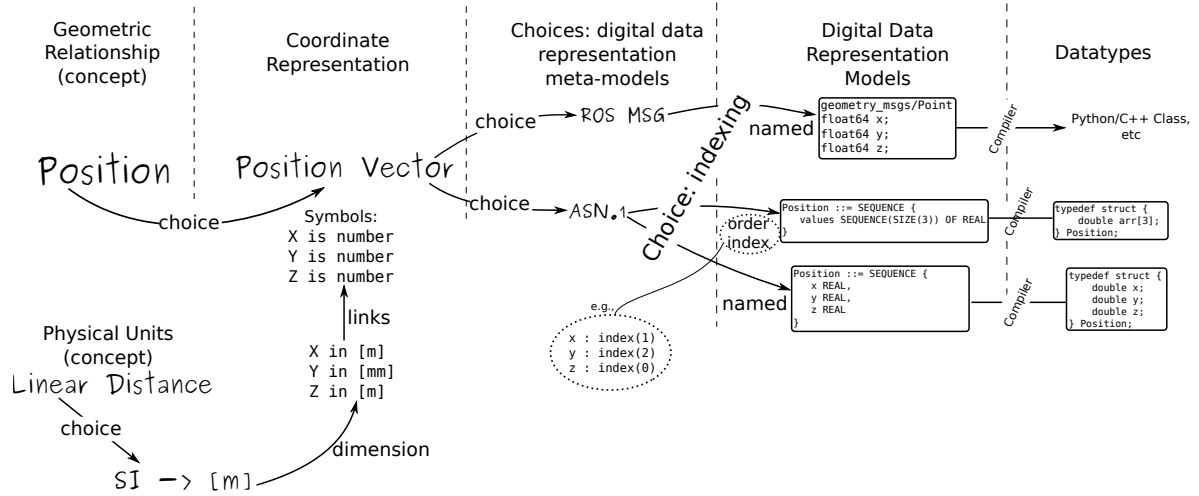 Geometric
Relationship
(concept)
Coordinate
Representation
Choices: digital data
representation
meta-models
Digital Data
Representation
Models
Datatypes
Position
choice
Position Vector
choice
ROS MSG
choice
ASN.1
Choice: indexing
named
geometry_msgs/Point
float64 x;
float64 y;
float64 z;
Compiler
Python/C++ Class,
etc
order
index
Position ::= SEQUENCE {
values SEQUENCE(SIZE(3)) OF REAL
}
Compiler
typedef struct {
double arr[3];
} Position;
named
Position ::= SEQUENCE {
x REAL,
y REAL,
z REAL
}
Compiler
typedef struct {
double x;
double y;
double z;
} Position;
e.g.,
x : index(1)
y : index(2)
z : index(0)
Symbols:
X is number
Y is number
Z is number
links
X in [m]
Y in [mm]
Z in [m]
dimension
Physical Units
(concept)
Linear Distance
choice
SI -> [m]